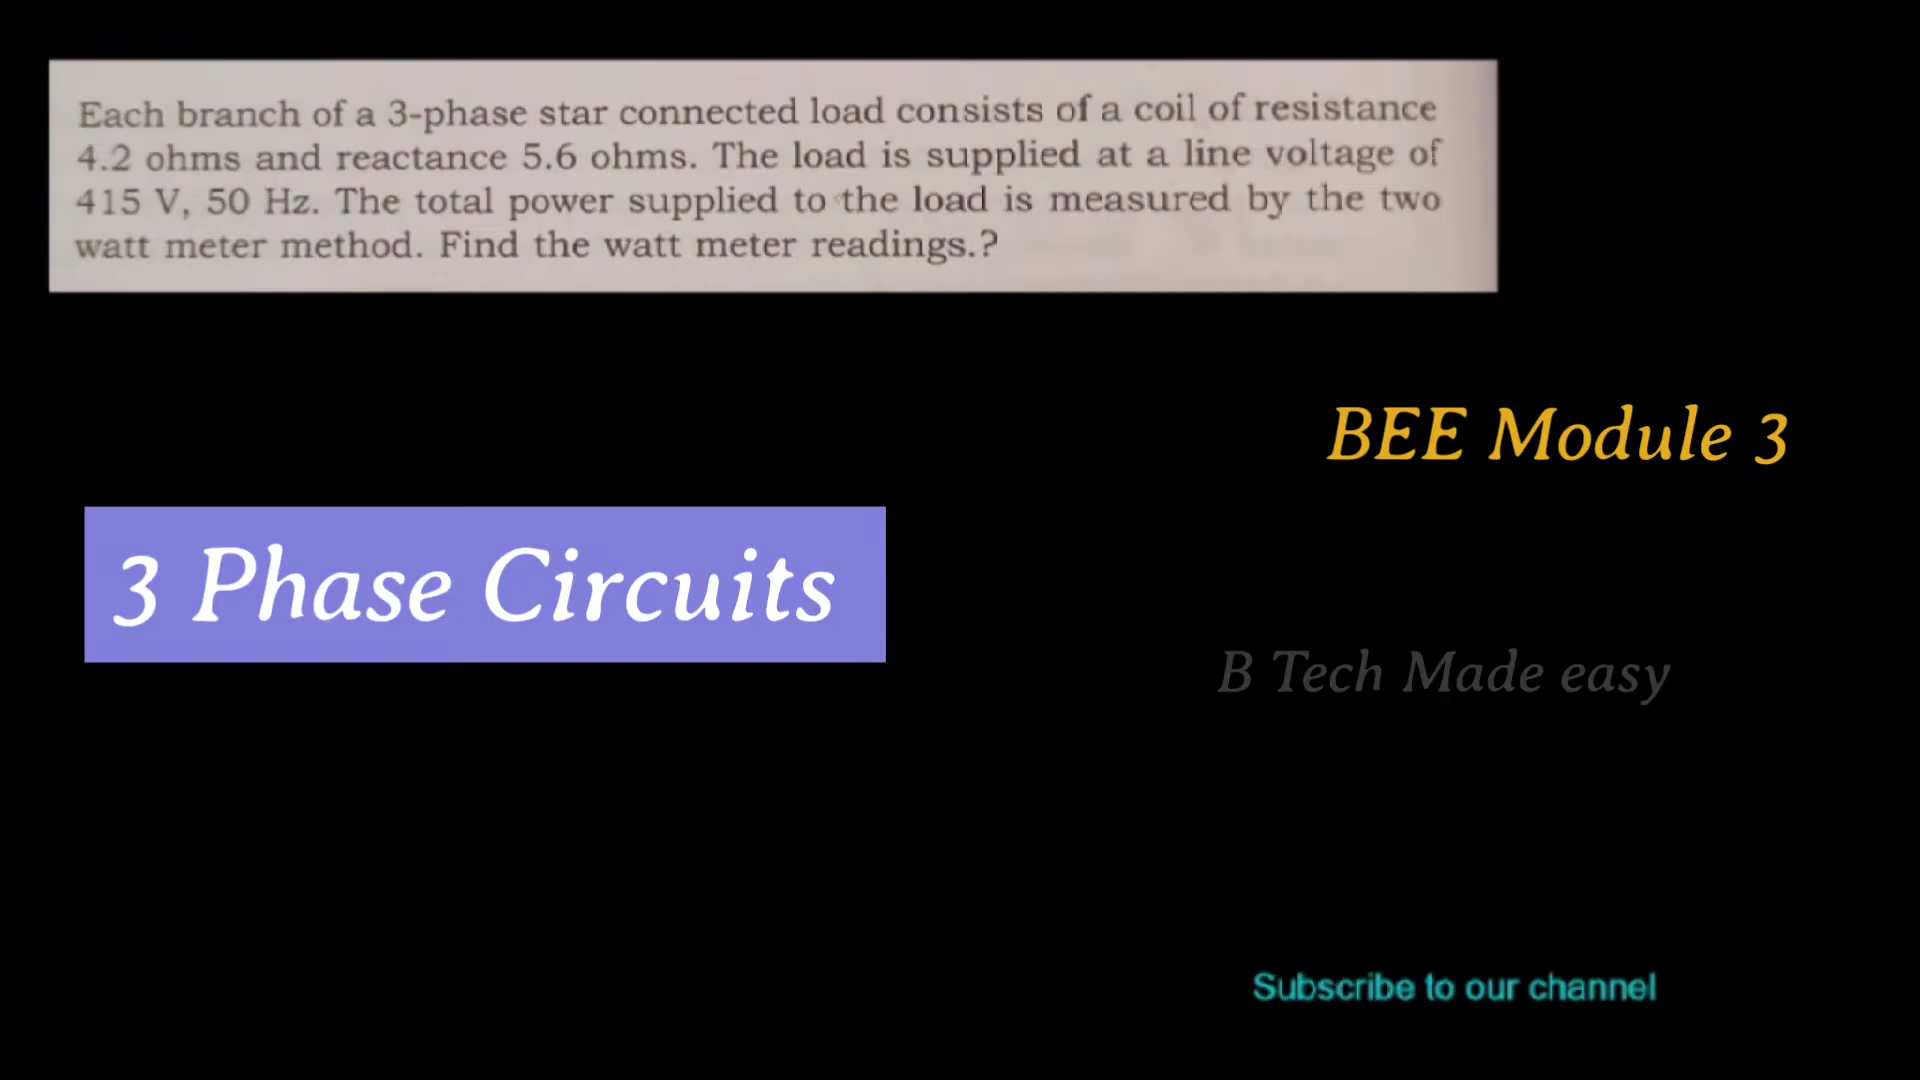 Each branch of a 3-phase star connected load consists of a coil of resistance
4.2 ohms and reactance 5.6 ohms. The load is supplied at a line voltage of
415 V, 50 Hz. The total power supplied to the load is measured by the two
watt meter method. Find the watt meter readings.?
BEE Module 3
3 Phase Circuits
B Tech Made easy
Subscribe to our channel